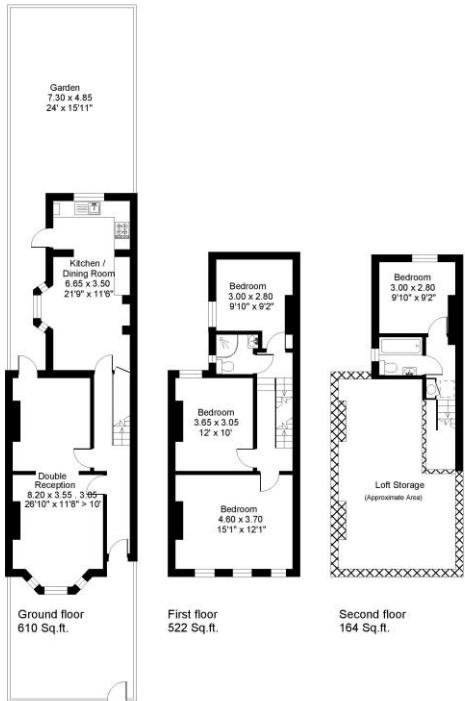 Garden
7.30 x 4.85
24' x 15'11"
Kitchen /
Dining Room
6.65 x 3.50
21'9" x 11'6"
Double
Reception
8.20 x 3.55 , 3.05
26'10" x 11'8" > 10'
Ground floor
610 Sq.ft.
Bedroom
3.00 x 2.80
9'10" x 9'2"
Bedroom
3.65 x 3.05
12' x 10'
Bedroom
4.60 x 3.70
15'1" x 12'1"
First floor
522 Sq.ft.
Bedroom
3.00 x 2.80
9'10" x 9'2"
Loft Storage
(Approximate Area)
Second floor
164 Sq.ft.